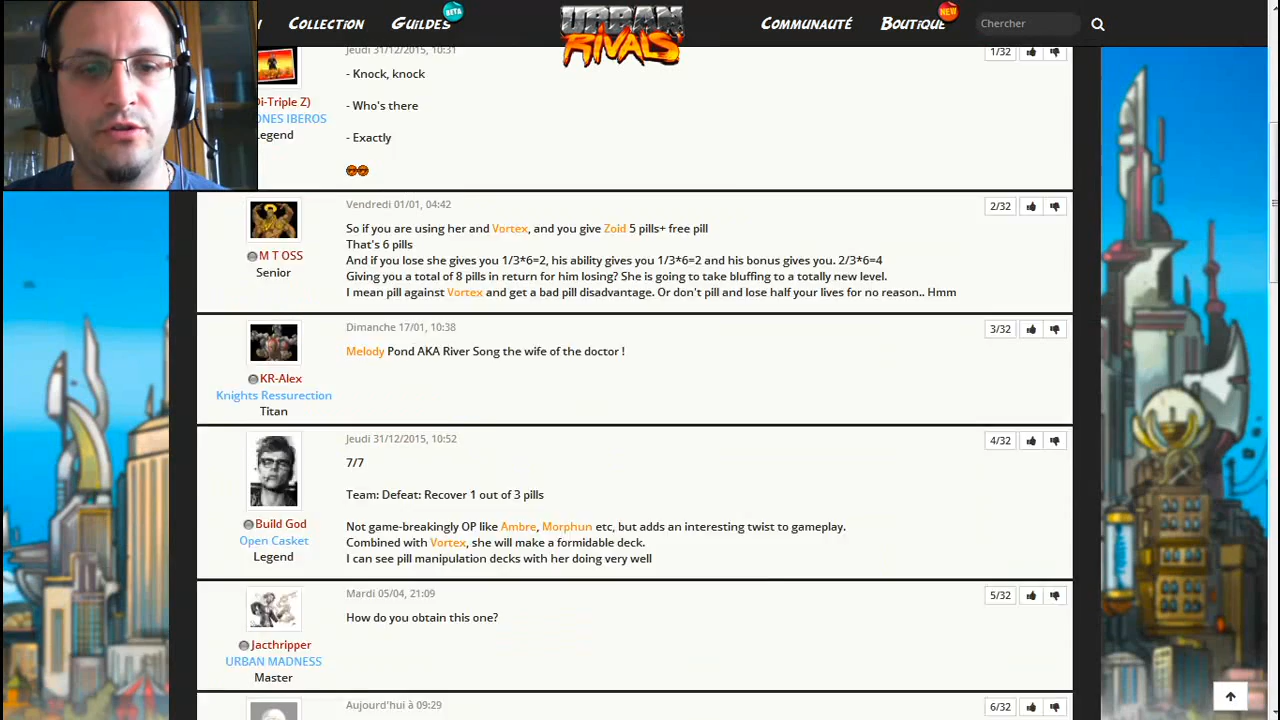 COLLECTION
GUILDES
BETA
URBAN
RIVALS
COMMUNAUTÉ
BOUTIQUE
NEW
Chercher
Jeudi 31/12/2015, 10:31
1/32
- Knock, knock
- Who's there
- Exactly
Di-Triple Z)
ONES IBEROS
Legend
Vendredi 01/01, 04:42
2/32
M T OSS
Senior
So if you are using her and Vortex, and you give Zoid 5 pills+ free pill
That's 6 pills
And if you lose she gives you 1/3*6=2, his ability gives you 1/3*6=2 and his bonus gives you. 2/3*6=4
Giving you a total of 8 pills in return for him losing? She is going to take bluffing to a totally new level.
I mean pill against Vortex and get a bad pill disadvantage. Or don't pill and lose half your lives for no reason.. Hmm
Dimanche 17/01, 10:38
3/32
KR-Alex
Knights Ressurection
Titan
Melody Pond AKA River Song the wife of the doctor !
Jeudi 31/12/2015, 10:52
4/32
Build God
Open Casket
Legend
7/7
Team: Defeat: Recover 1 out of 3 pills
Not game-breakingly OP like Ambre, Morphun etc, but adds an interesting twist to gameplay.
Combined with Vortex, she will make a formidable deck.
I can see pill manipulation decks with her doing very well
Mardi 05/04, 21:09
5/32
Jacthripper
URBAN MADNESS
Master
How do you obtain this one?
Aujourd'hui à 09:29
6/32